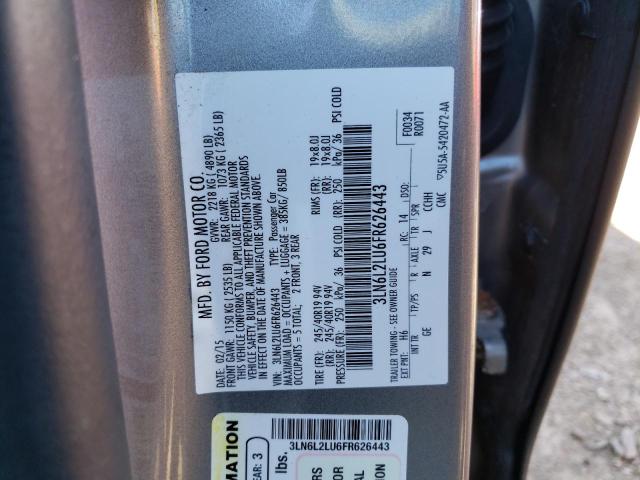 MFD. BY FORD MOTOR CO.
DATE: 02/15 GVWR: 2218 KG ( 4890 LB)
FRONT GAWR: 1150 KG ( 2535 LB) REAR GAWR: 1073 KG ( 2365 LB)
THIS VEHICLE CONFORMS TO ALL APPLICABLE FEDERAL MOTOR
VEHICLE SAFETY, BUMPER, AND THEFT PREVENTION STANDARDS
IN EFFECT ON THE DATE OF MANUFACTURE SHOWN ABOVE.
VIN: 3LN6L2LU6FR626443 TYPE: Passenger Car
MAXIMUM LOAD = OCCUPANTS + LUGGAGE = 385KG/ 850LB
OCCUPANTS = 5 TOTAL: 2 FRONT, 3 REAR
TIRE (FR): 245/40R19 94V RIMS (FR): 19x8.0J
(RR): 245/40R19 94V (RR): 19x8.0J
PRESSURE (FR): 250 kPa/ 36 PSI COLD (RR): 250 kPa/ 36 PSI COLD
3LN6L2LU6FR626443
TRAILER TOWING - SEE OWNER GUIDE
F0034
R0071
EXT PNT: H6 RC: 14 DSO:
INT TR TP/PS R AXLE TR SPR
GE N 29 J CCHH C
▽5U5A-5420472-AA
3LN6L2LU6FR626443
MATION
EAR: 3
lbs.